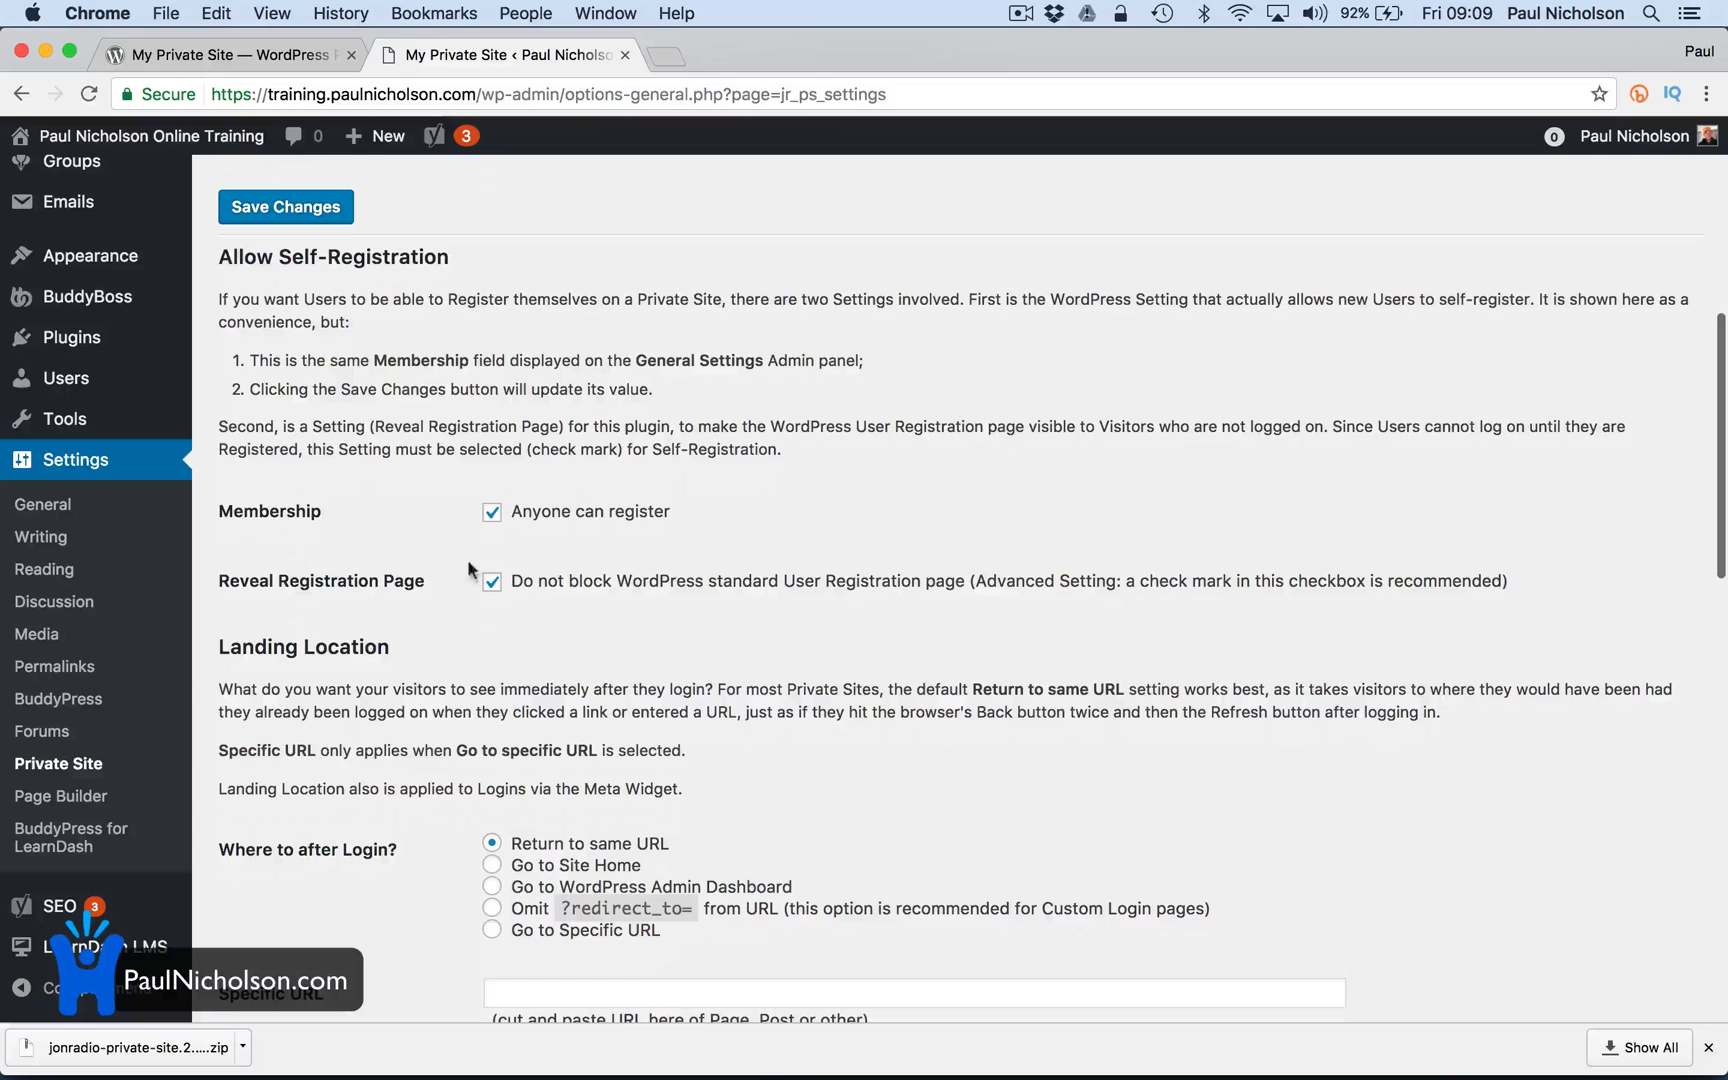 Chrome File Edit View History Bookmarks People Window Help 92% Fri 09:09 Paul Nicholson
My Private Site — WordPress My Private Site ‹ Paul Nicholso Paul
Secure https://training.paulnicholson.com/wp-admin/options-general.php?page=jr_ps_settings
Paul Nicholson Online Training 0 New 3 0 Paul Nicholson
Groups
Emails
Appearance
BuddyBoss
Plugins
Users
Tools
Settings
General
Writing
Reading
Discussion
Media
Permalinks
BuddyPress
Forums
Private Site
Page Builder
BuddyPress for
LearnDash
SEO 3
LearnDash LMS
Save Changes
Allow Self-Registration
If you want Users to be able to Register themselves on a Private Site, there are two Settings involved. First is the WordPress Setting that actually allows new Users to self-register. It is shown here as a
convenience, but:
1. This is the same Membership field displayed on the General Settings Admin panel;
2. Clicking the Save Changes button will update its value.
Second, is a Setting (Reveal Registration Page) for this plugin, to make the WordPress User Registration page visible to Visitors who are not logged on. Since Users cannot log on until they are
Registered, this Setting must be selected (check mark) for Self-Registration.
Membership Anyone can register
Reveal Registration Page Do not block WordPress standard User Registration page (Advanced Setting: a check mark in this checkbox is recommended)
Landing Location
What do you want your visitors to see immediately after they login? For most Private Sites, the default Return to same URL setting works best, as it takes visitors to where they would have been had
they already been logged on when they clicked a link or entered a URL, just as if they hit the browser's Back button twice and then the Refresh button after logging in.
Specific URL only applies when Go to specific URL is selected.
Landing Location also is applied to Logins via the Meta Widget.
Where to after Login? Return to same URL
Go to Site Home
Go to WordPress Admin Dashboard
Omit ?redirect_to= from URL (this option is recommended for Custom Login pages)
Go to Specific URL
Specific URL
(cut and paste URL here of Page, Post or other)
PaulNicholson.com
jonradio-private-site.2.....zip Show All